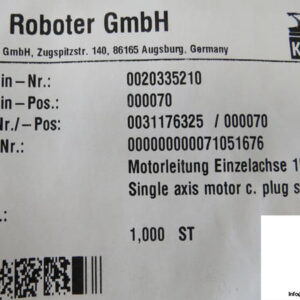 Roboter GmbH
GmbH, Zugspitzstr. 140, 86165 Augsburg, Germany
K
in-Nr.: 0020335210
in-Pos.: 000070
Nr./-Pos: 0031176325 / 000070
Nr.: 000000000071051676
Motorleitung Einzelachse 1
Single axis motor c. plug s
.: 1,000 ST